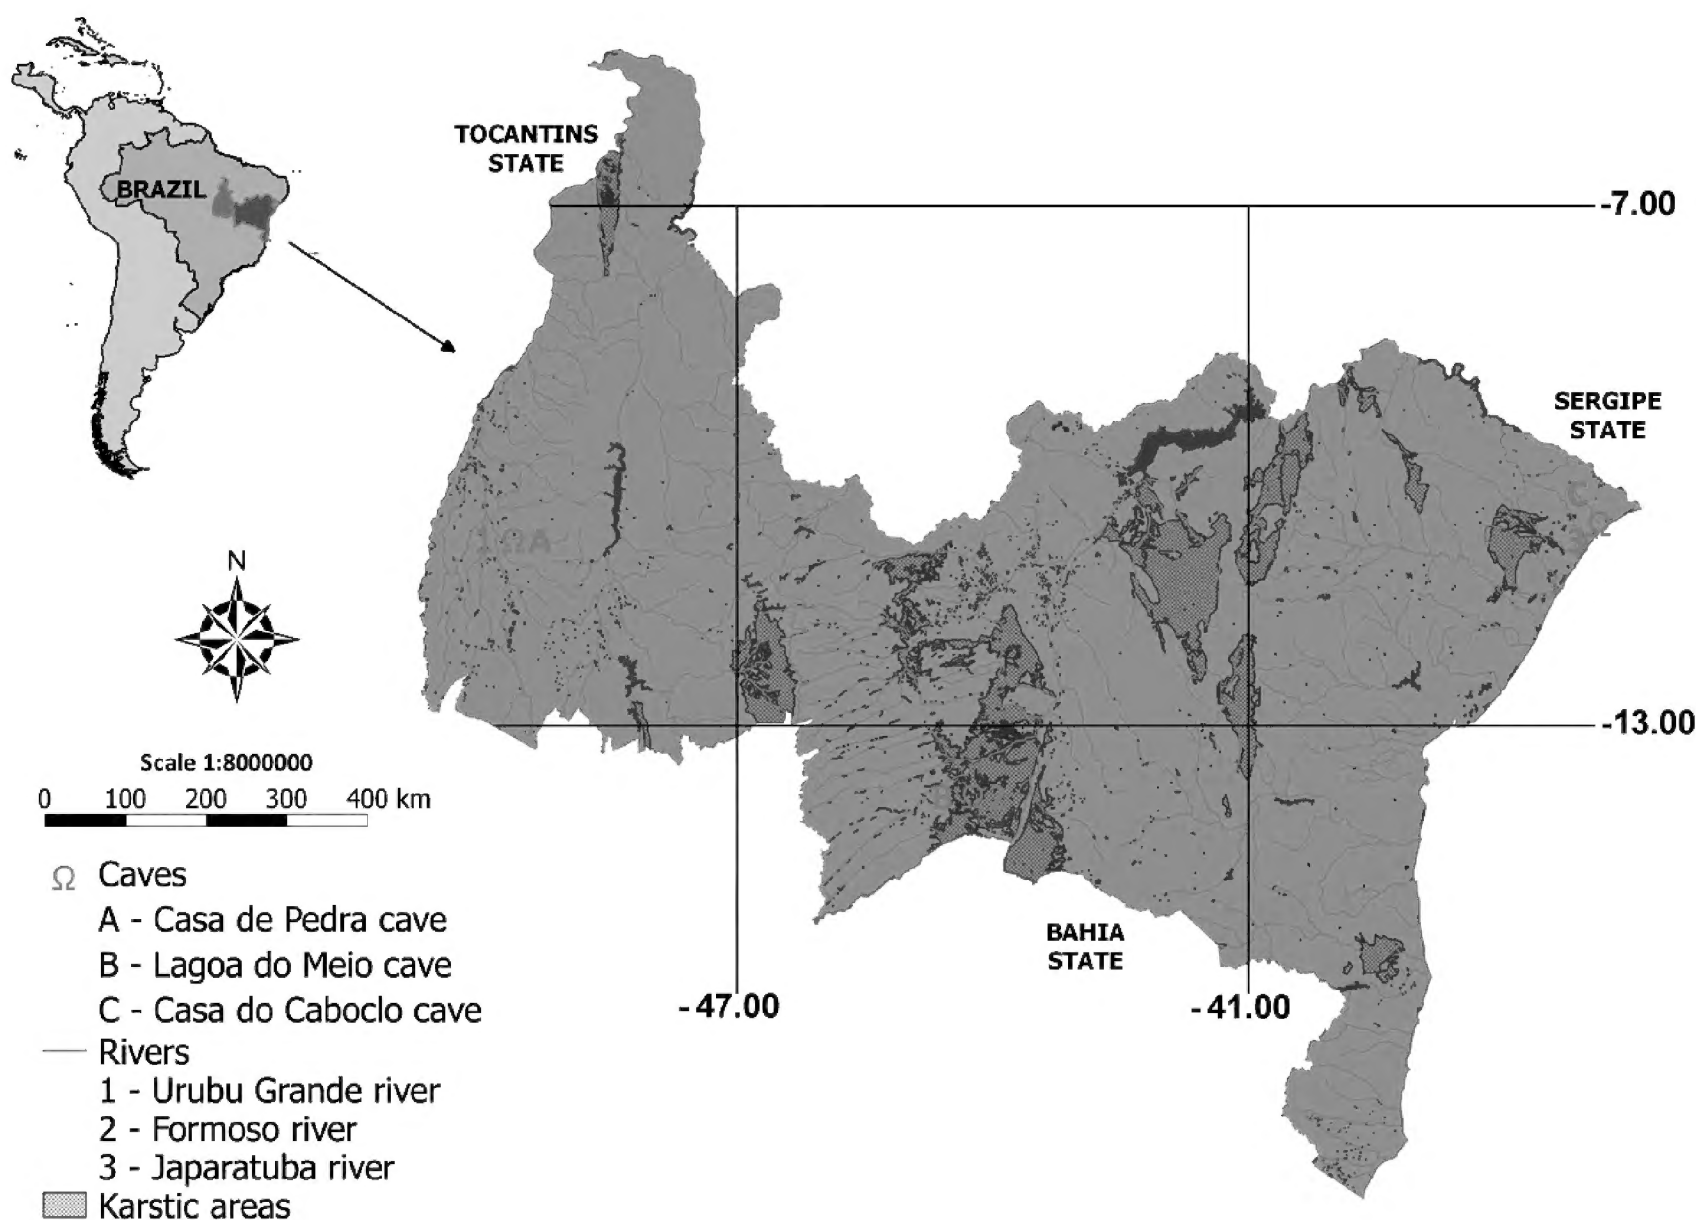 TOCANTINS
STATE
BRAZIL
-7.00
SERGIPE
STATE
C
Ω
1ΩA
N
-13.00
Scale 1:8000000
0 100 200 300 400 km
BAHIA
STATE
-47.00
-41.00
Ω Caves
A - Casa de Pedra cave
B - Lagoa do Meio cave
C - Casa do Caboclo cave
Rivers
1 - Urubu Grande river
2 - Formoso river
3 - Japaratuba river
Karstic areas